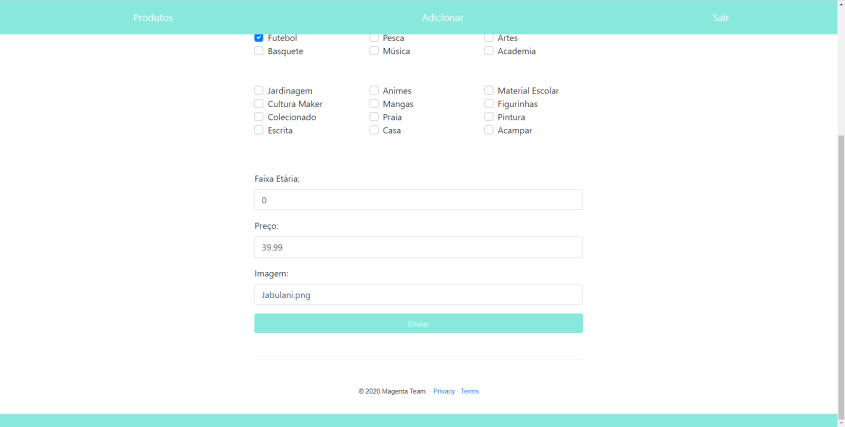 Produtos Adicionar Sair
Futebol Pesca Artes
Basquete Música Academia
Jardinagem Animes Material Escolar
Cultura Maker Mangas Figurinhas
Colecionado Praia Pintura
Escrita Casa Acampar
Faixa Etária:
0
Preço:
39.99
Imagem:
Jabulani.png
Enviar
© 2020 Magenta Team. · Privacy · Terms